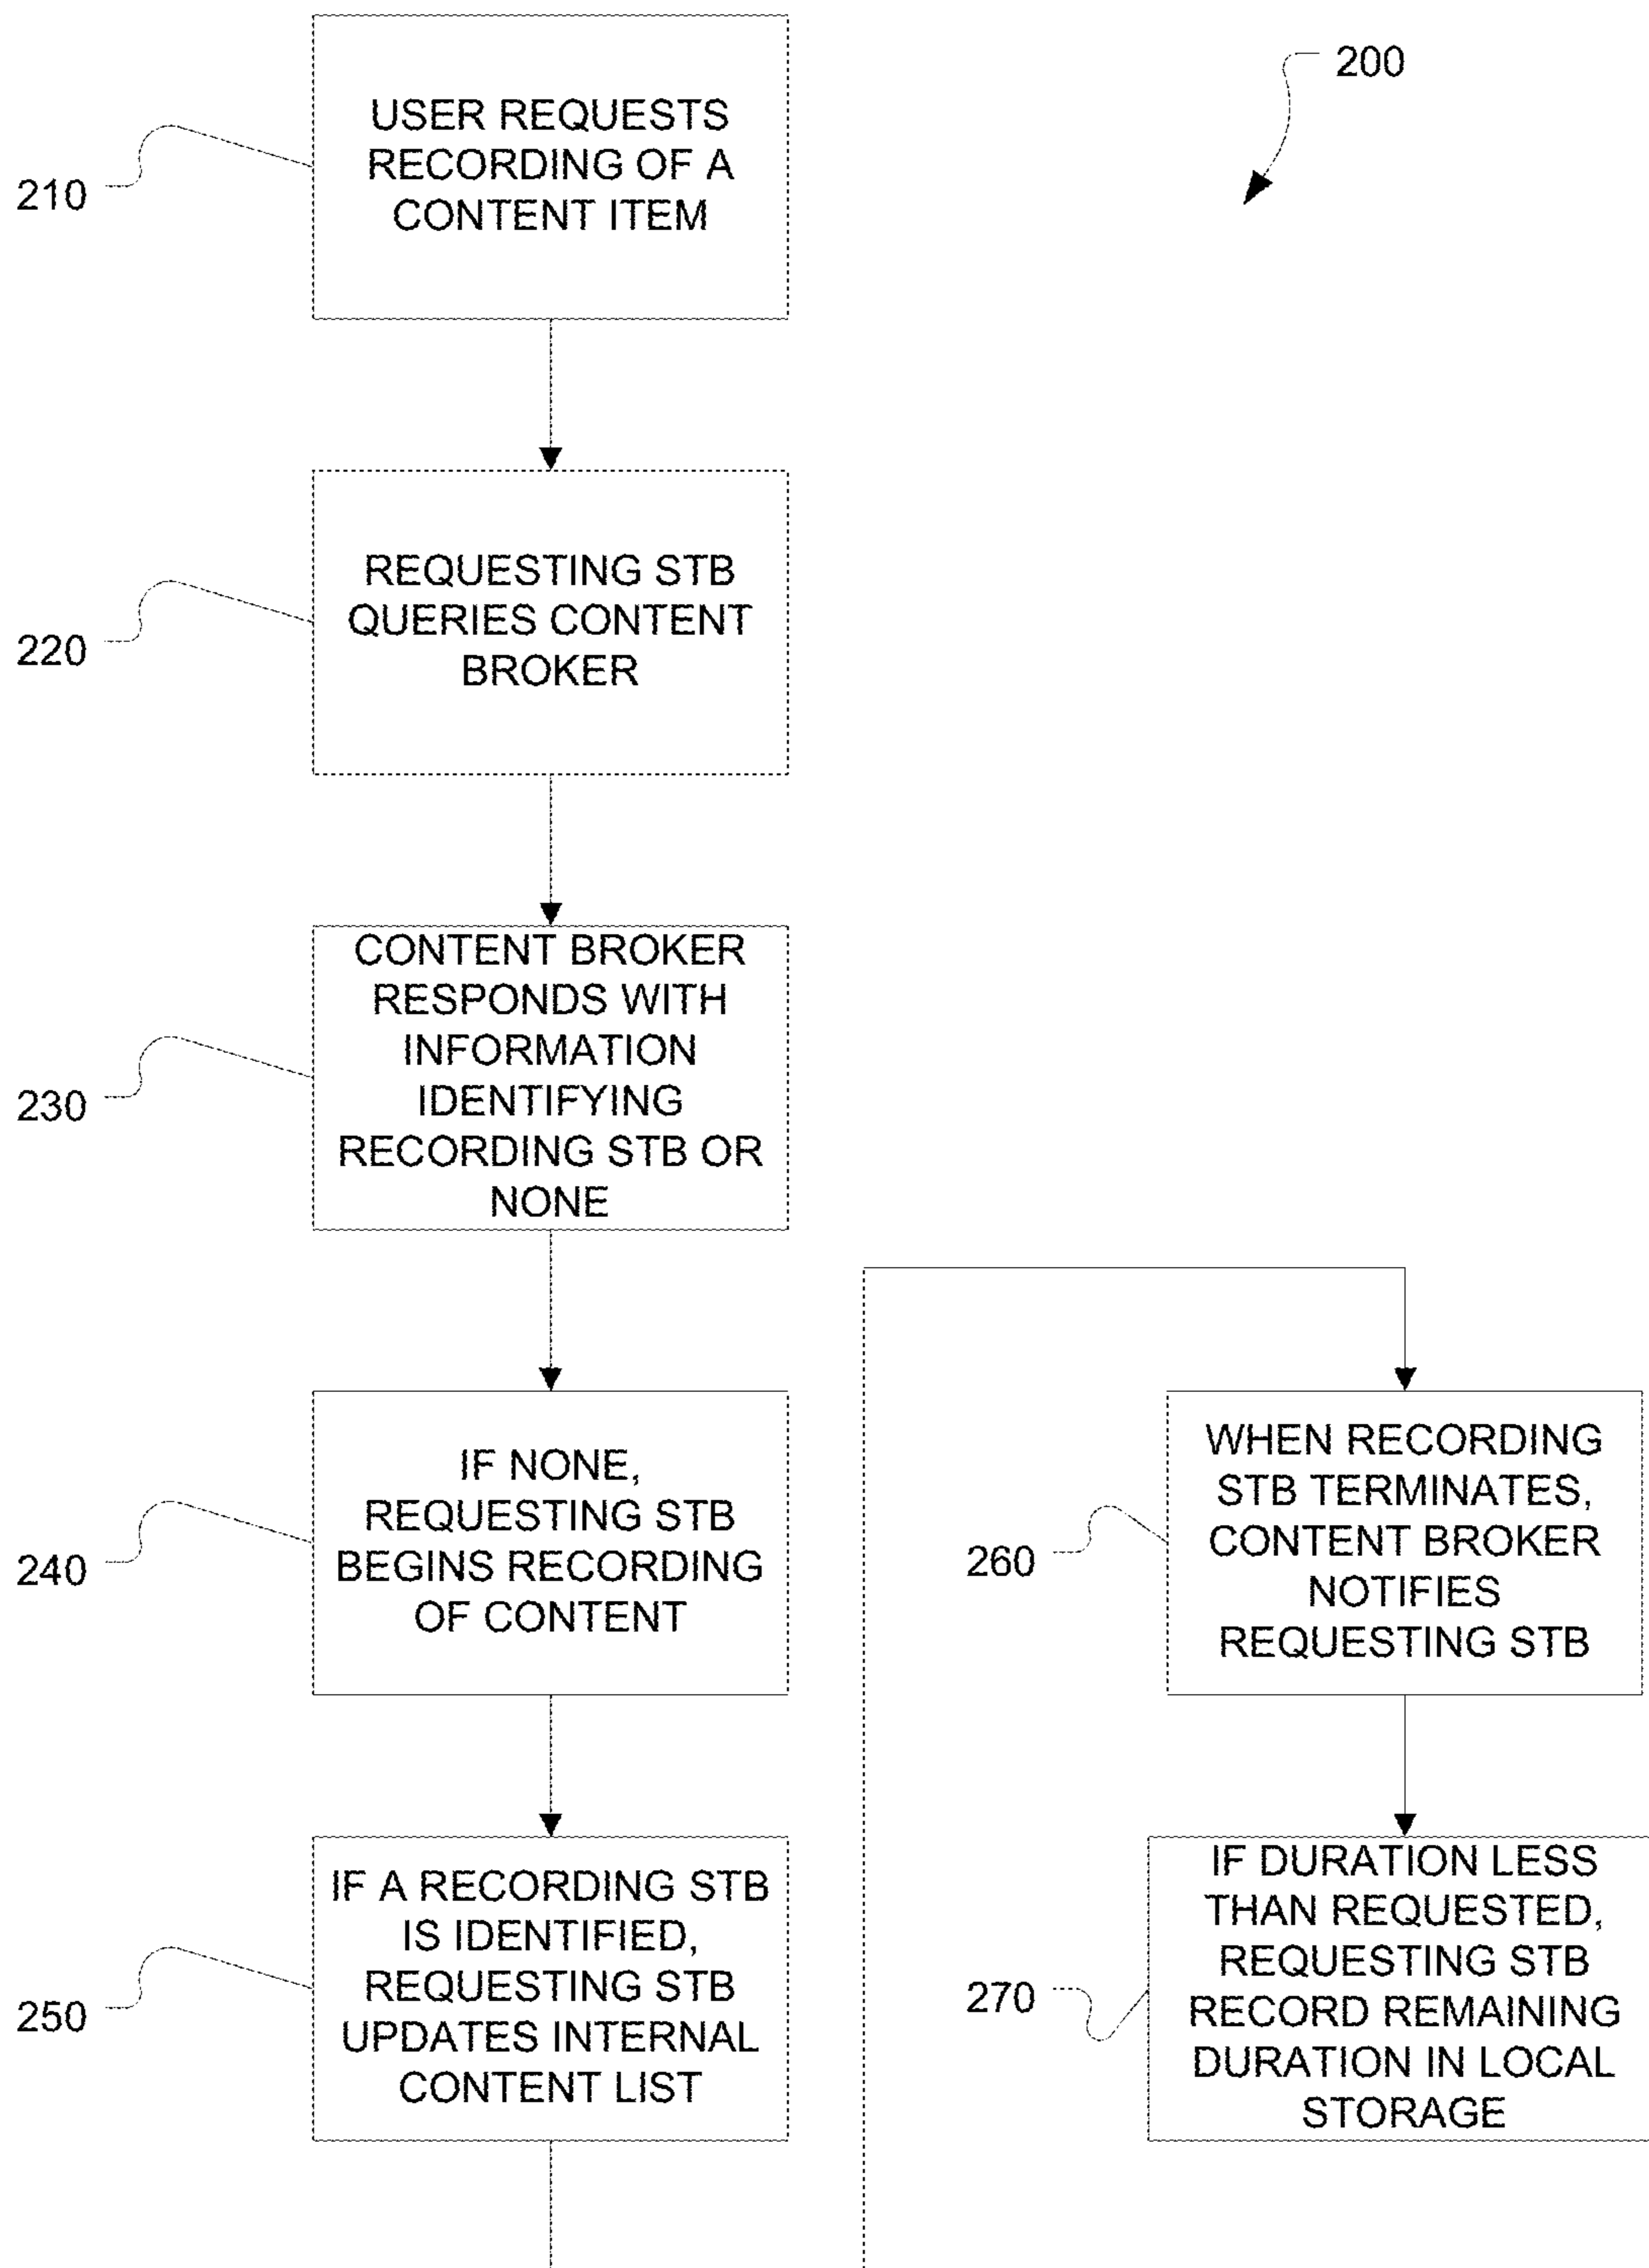 200
210
USER REQUESTS
RECORDING OF A
CONTENT ITEM
220
REQUESTING STB
QUERIES CONTENT
BROKER
230
CONTENT BROKER
RESPONDS WITH
INFORMATION
IDENTIFYING
RECORDING STB OR
NONE
240
IF NONE,
REQUESTING STB
BEGINS RECORDING
OF CONTENT
250
IF A RECORDING STB
IS IDENTIFIED,
REQUESTING STB
UPDATES INTERNAL
CONTENT LIST
260
WHEN RECORDING
STB TERMINATES,
CONTENT BROKER
NOTIFIES
REQUESTING STB
270
IF DURATION LESS
THAN REQUESTED,
REQUESTING STB
RECORD REMAINING
DURATION IN LOCAL
STORAGE